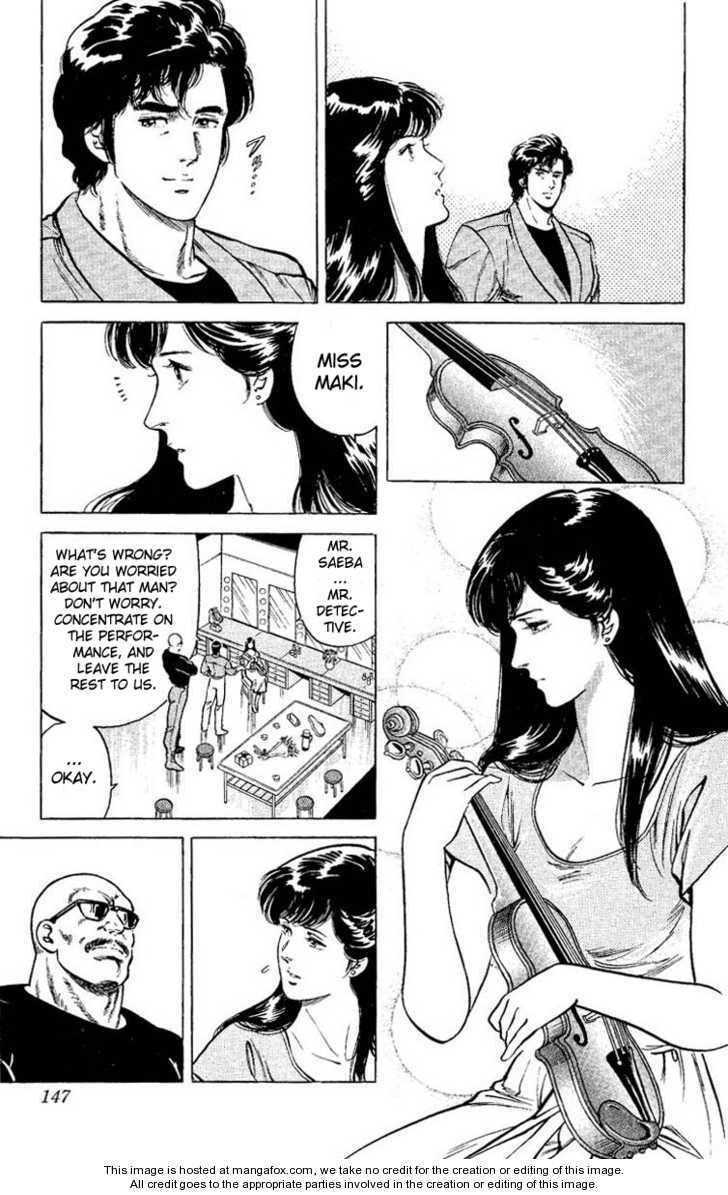 フッ…
MISS
MAKI.
MR.
SAEBA
...
MR.
DETEC-
TIVE.
WHAT'S WRONG?
ARE YOU WORRIED
ABOUT THAT MAN?
DON'T WORRY.
CONCENTRATE ON
THE PERFOR-
MANCE, AND
LEAVE THE
REST TO US.
...
OKAY.
147
This image is hosted at mangafox.com, we take no credit for the creation or editing of this image.
All credit goes to the appropriate parties involved in the creation or editing of this image.